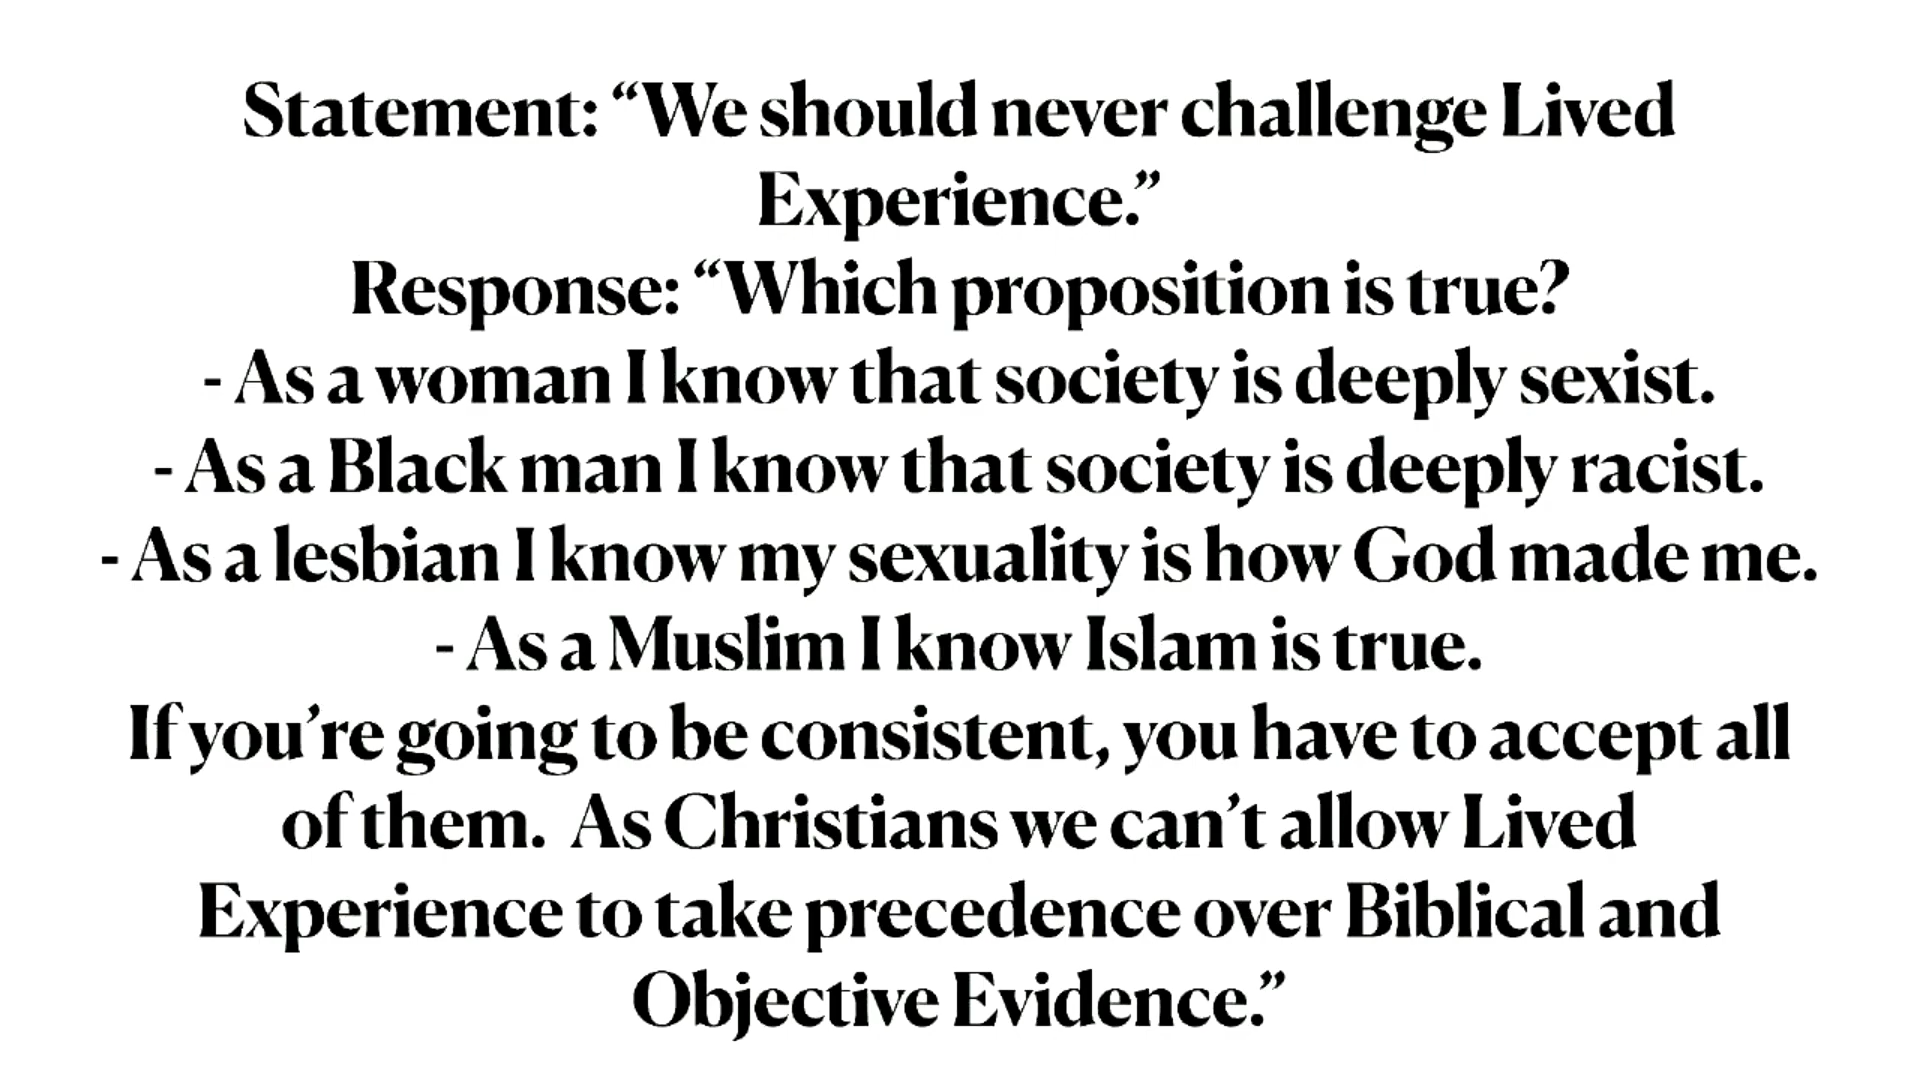 Statement: “We should never challenge Lived
Experience.”
Response: “Which proposition is true?
- As a woman I know that society is deeply sexist.
- As a Black man I know that society is deeply racist.
- As a lesbian I know my sexuality is how God made me.
- As a Muslim I know Islam is true.
If you’re going to be consistent, you have to accept all
of them.  As Christians we can’t allow Lived
Experience to take precedence over Biblical and
Objective Evidence.”